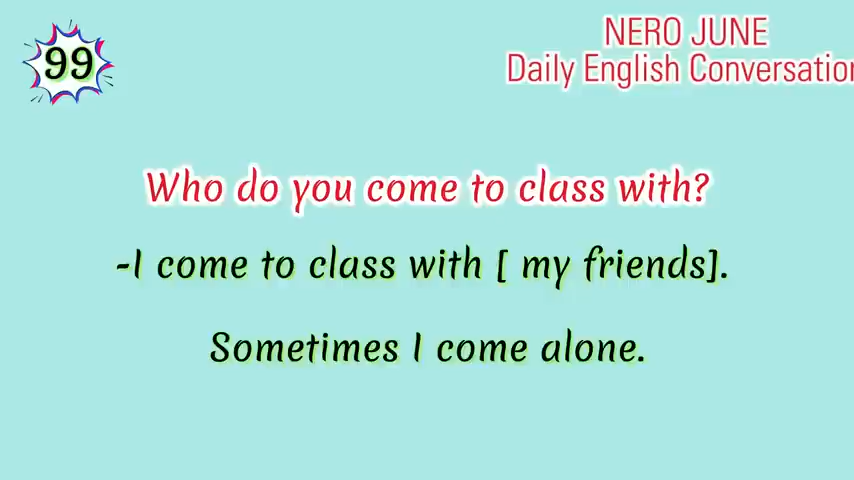 99
NERO JUNE
Daily English Conversation
Who do you come to class with?
-I come to class with [ my friends].
Sometimes I come alone.